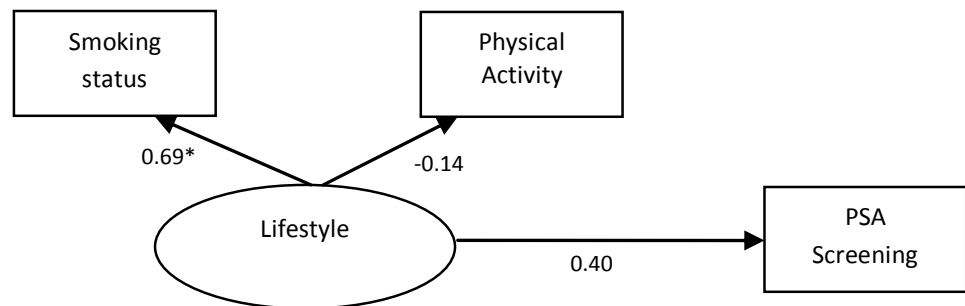 Smoking
status
Physical
Activity
0.69*
-0.14
Lifestyle
PSA
Screening
0.40